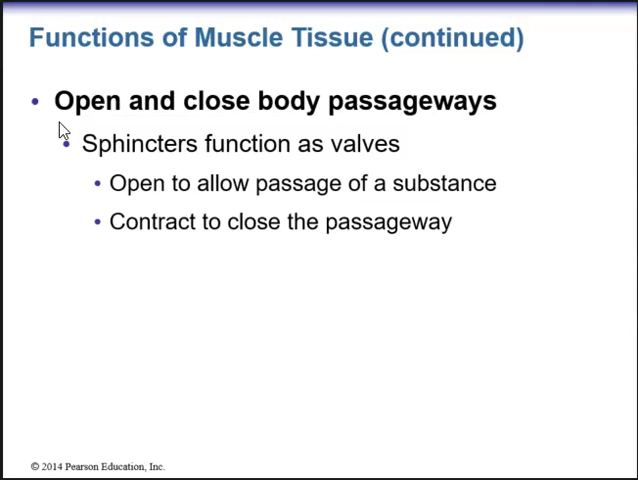 Functions of Muscle Tissue (continued)
• Open and close body passageways
• Sphincters function as valves
• Open to allow passage of a substance
• Contract to close the passageway
© 2014 Pearson Education, Inc.